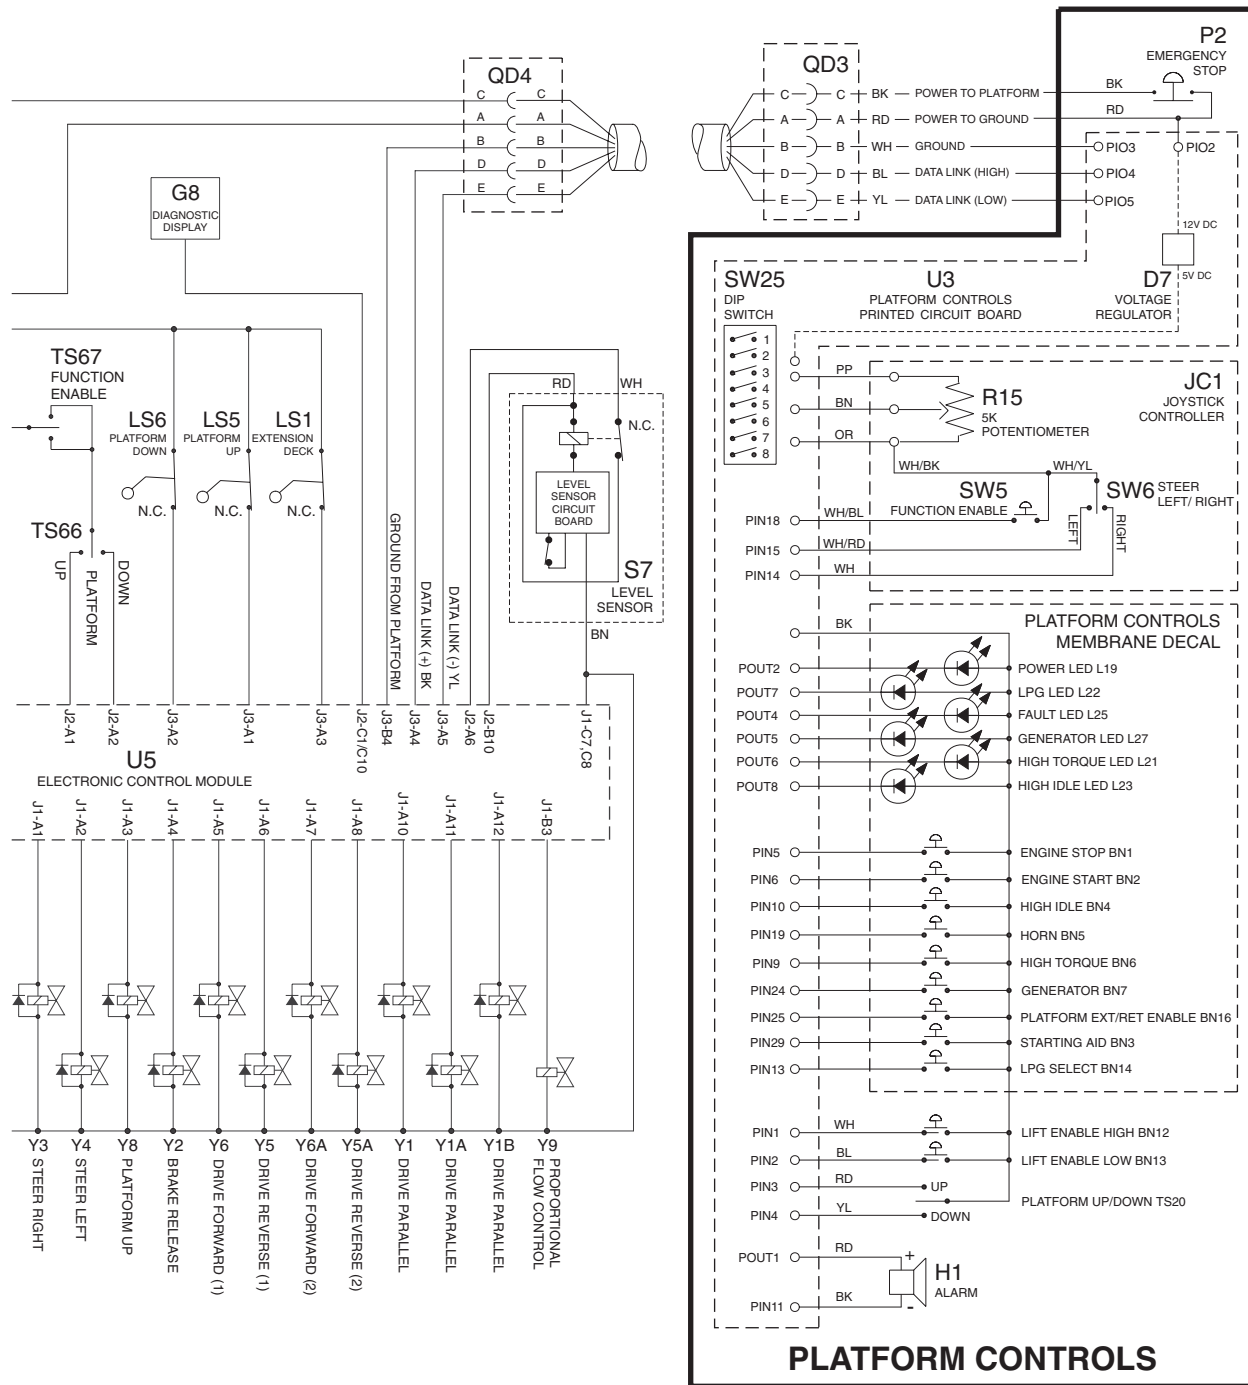 P2
EMERGENCY
STOP
QD4
QD3
C C
A A
B B
D D
E E
C C BK POWER TO PLATFORM BK
A A RD POWER TO GROUND RD
B B WH GROUND PIO3 PIO2
D D BL DATA LINK (HIGH) PIO4
E E YL DATA LINK (LOW) PIO5
G8
DIAGNOSTIC
DISPLAY
12V DC
5V DC
D7
VOLTAGE
REGULATOR
SW25
DIP
SWITCH
1
2
3
4
5
6
7
8
U3
PLATFORM CONTROLS
PRINTED CIRCUIT BOARD
TS67
FUNCTION
ENABLE
LS6
PLATFORM
DOWN
N.C.
LS5
PLATFORM
UP
N.C.
LS1
EXTENSION
DECK
N.C.
TS66
UP
PLATFORM
DOWN
RD
WH
N.C.
LEVEL
SENSOR
CIRCUIT
BOARD
S7
LEVEL
SENSOR
BN
GROUND FROM PLATFORM
DATA LINK (+) BK
DATA LINK (-) YL
PP
BN
OR
R15
5K
POTENTIOMETER
JC1
JOYSTICK
CONTROLLER
WH/BK
WH/YL
SW5
FUNCTION ENABLE
SW6
STEER
LEFT/ RIGHT
LEFT
RIGHT
PIN18 WH/BL
PIN15 WH/RD
PIN14 WH
J2-A1
J2-A2
J3-A2
J3-A1
J3-A3
J2-C1/C10
J3-B4
J3-A4
J3-A5
J2-A6
J2-B10
J1-C7,C8
U5
ELECTRONIC CONTROL MODULE
J1-A1
J1-A2
J1-A3
J1-A4
J1-A5
J1-A6
J1-A7
J1-A8
J1-A10
J1-A11
J1-A12
J1-B3
BK
PLATFORM CONTROLS
MEMBRANE DECAL
POUT2 POWER LED L19
POUT7 LPG LED L22
POUT4 FAULT LED L25
POUT5 GENERATOR LED L27
POUT6 HIGH TORQUE LED L21
POUT8 HIGH IDLE LED L23
PIN5 ENGINE STOP BN1
PIN6 ENGINE START BN2
PIN10 HIGH IDLE BN4
PIN19 HORN BN5
PIN9 HIGH TORQUE BN6
PIN24 GENERATOR BN7
PIN25 PLATFORM EXT/RET ENABLE BN16
PIN29 STARTING AID BN3
PIN13 LPG SELECT BN14
PIN1 WH LIFT ENABLE HIGH BN12
PIN2 BL LIFT ENABLE LOW BN13
PIN3 RD UP
PLATFORM UP/DOWN TS20
PIN4 YL DOWN
POUT1 RD +
H1
ALARM
PIN11 BK -
Y3
STEER RIGHT
Y4
STEER LEFT
Y8
PLATFORM UP
Y2
BRAKE RELEASE
Y6
DRIVE FORWARD (1)
Y5
DRIVE REVERSE (1)
Y6A
DRIVE FORWARD (2)
Y5A
DRIVE REVERSE (2)
Y1
DRIVE PARALLEL
Y1A
DRIVE PARALLEL
Y1B
DRIVE PARALLEL
Y9
PROPORTIONAL
FLOW CONTROL
PLATFORM CONTROLS